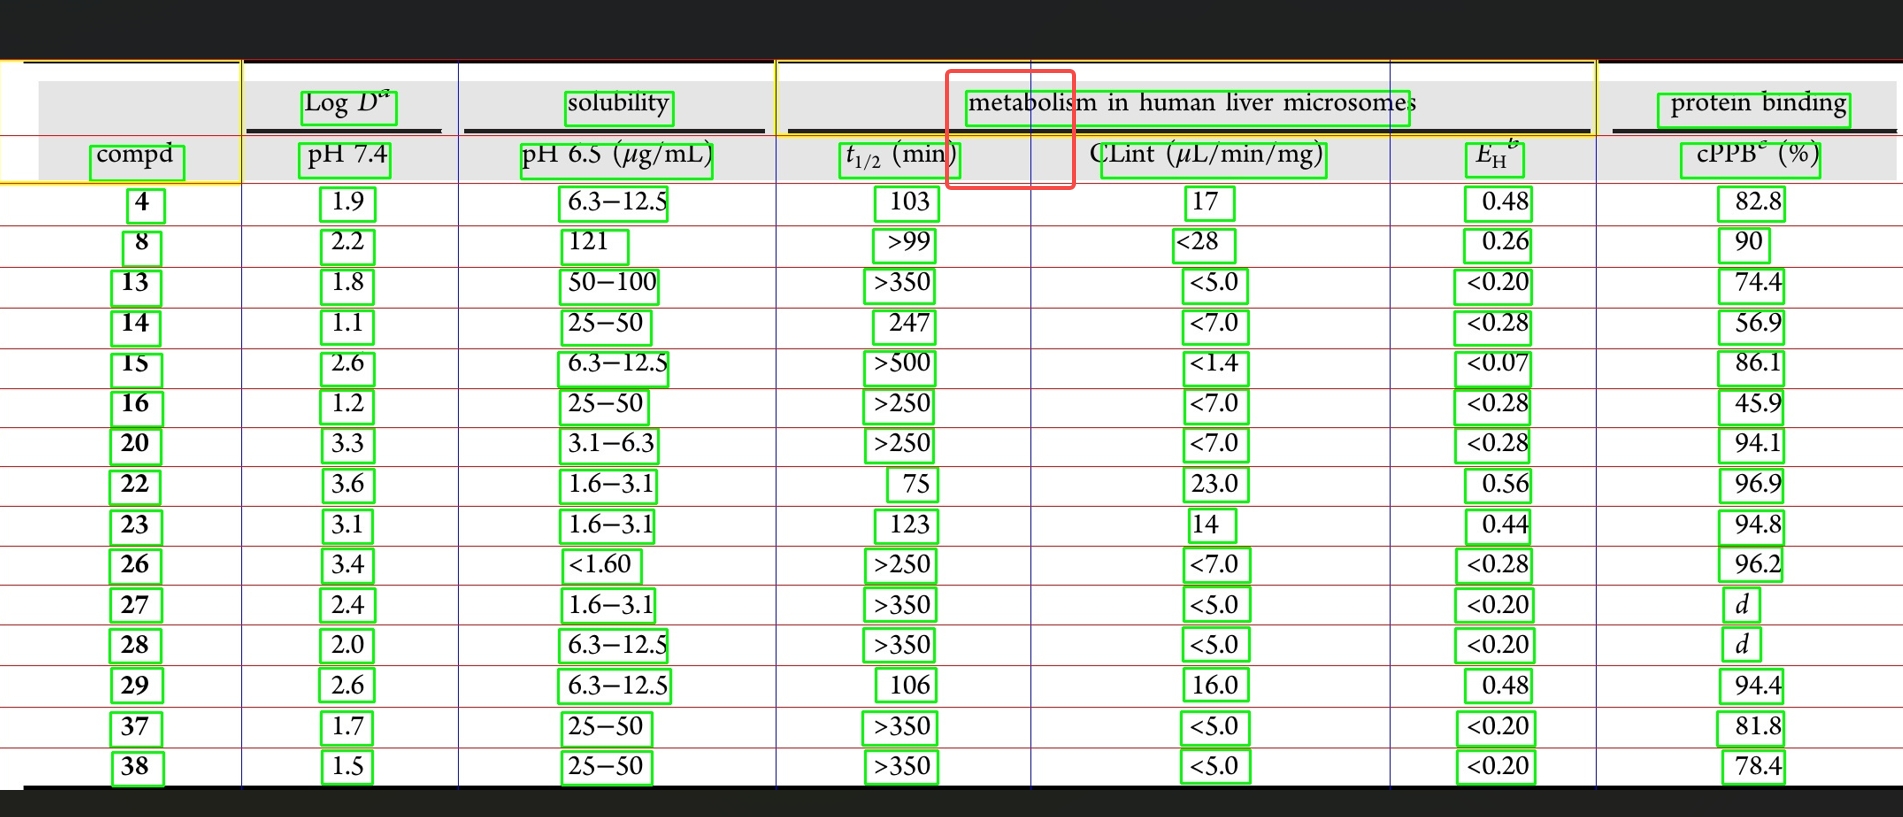 Log Dᵃ solubility metabolism in human liver microsomes protein binding
compd pH 7.4 pH 6.5 (μg/mL) t1/2 (min) CLint (μL/min/mg) EHᵇ cPPBᶜ (%)
4 1.9 6.3−12.5 103 17 0.48 82.8
8 2.2 121 >99 <28 0.26 90
13 1.8 50−100 >350 <5.0 <0.20 74.4
14 1.1 25−50 247 <7.0 <0.28 56.9
15 2.6 6.3−12.5 >500 <1.4 <0.07 86.1
16 1.2 25−50 >250 <7.0 <0.28 45.9
20 3.3 3.1−6.3 >250 <7.0 <0.28 94.1
22 3.6 1.6−3.1 75 23.0 0.56 96.9
23 3.1 1.6−3.1 123 14 0.44 94.8
26 3.4 <1.60 >250 <7.0 <0.28 96.2
27 2.4 1.6−3.1 >350 <5.0 <0.20 d
28 2.0 6.3−12.5 >350 <5.0 <0.20 d
29 2.6 6.3−12.5 106 16.0 0.48 94.4
37 1.7 25−50 >350 <5.0 <0.20 81.8
38 1.5 25−50 >350 <5.0 <0.20 78.4